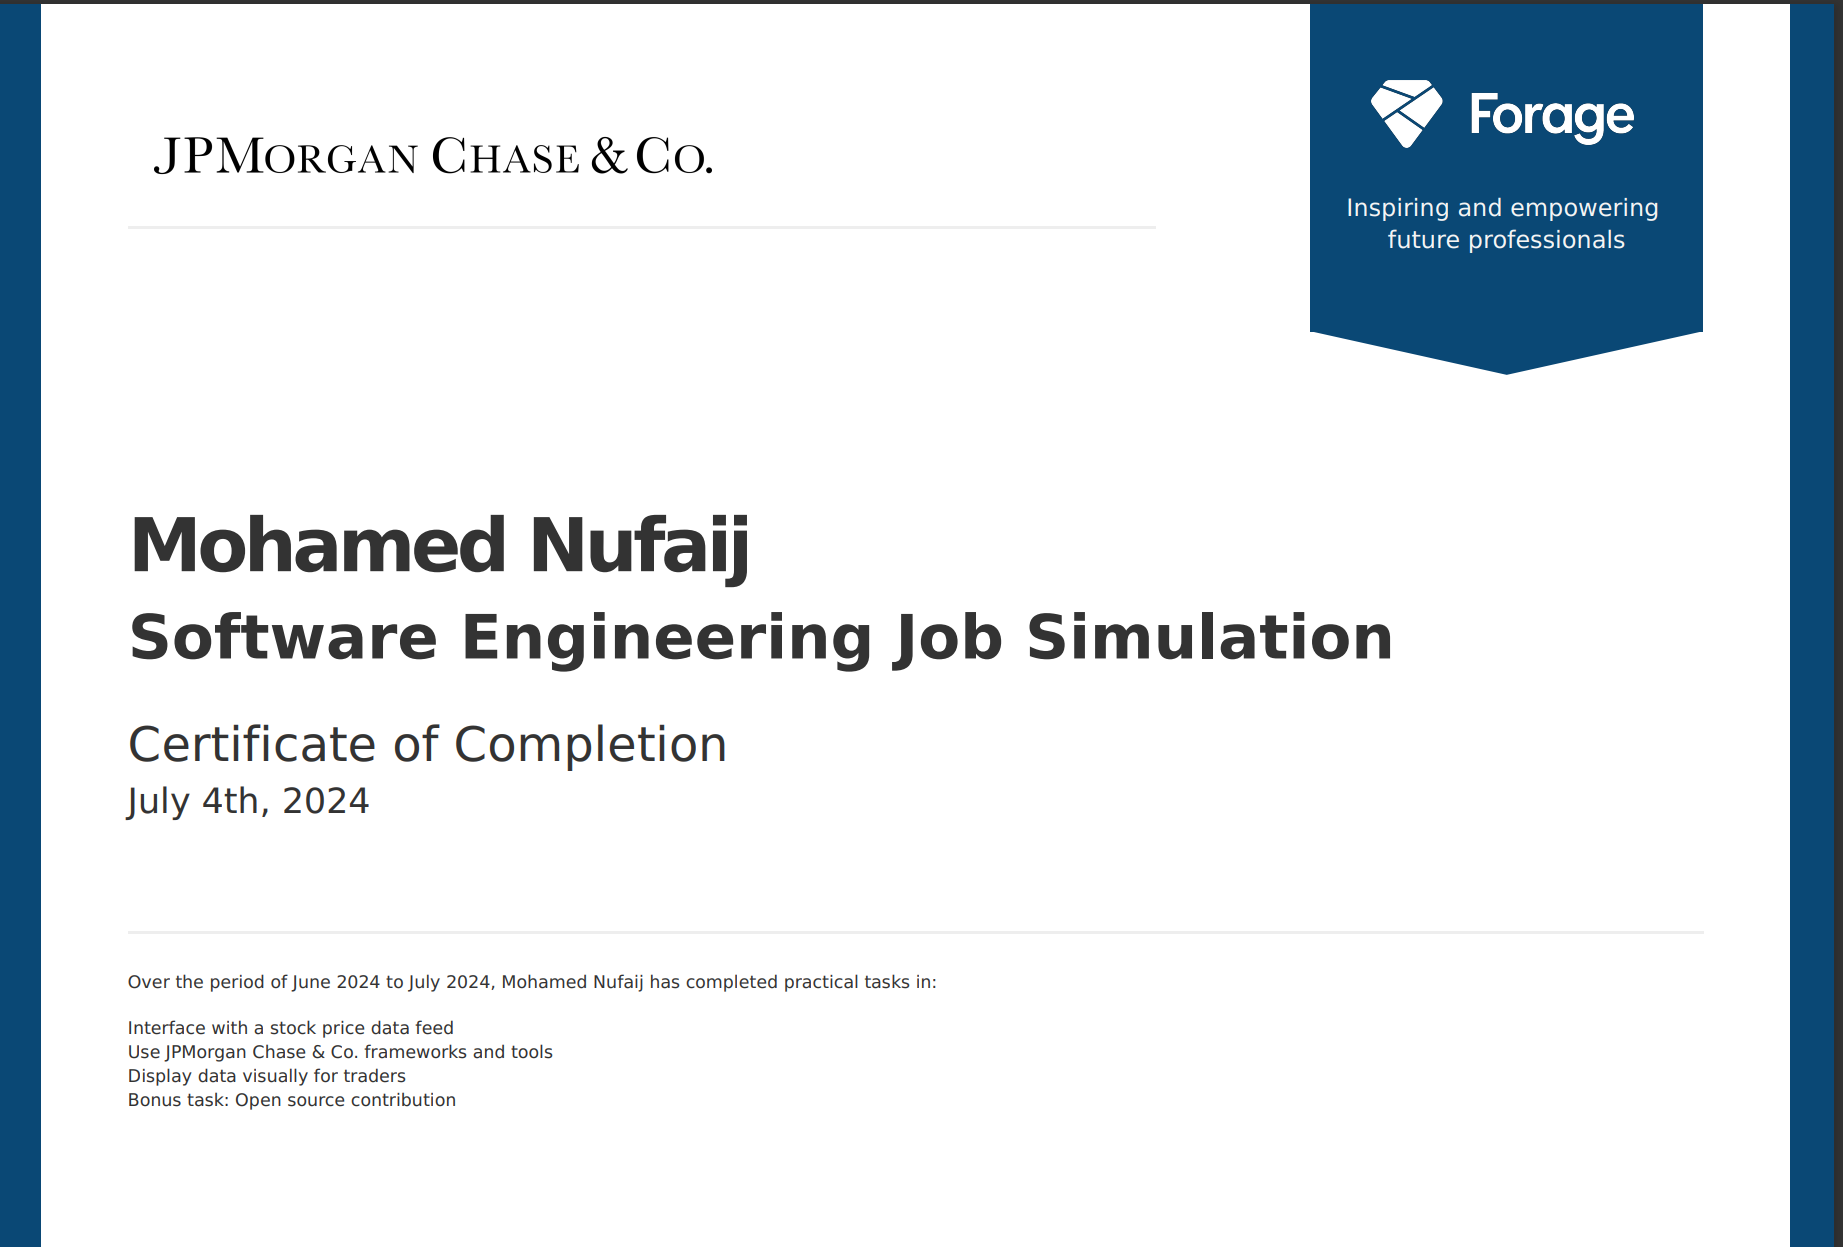 JPMORGAN CHASE & CO.
Forage
Inspiring and empowering
future professionals
Mohamed Nufaij
Software Engineering Job Simulation
Certificate of Completion
July 4th, 2024
Over the period of June 2024 to July 2024, Mohamed Nufaij has completed practical tasks in:
Interface with a stock price data feed
Use JPMorgan Chase & Co. frameworks and tools
Display data visually for traders
Bonus task: Open source contribution